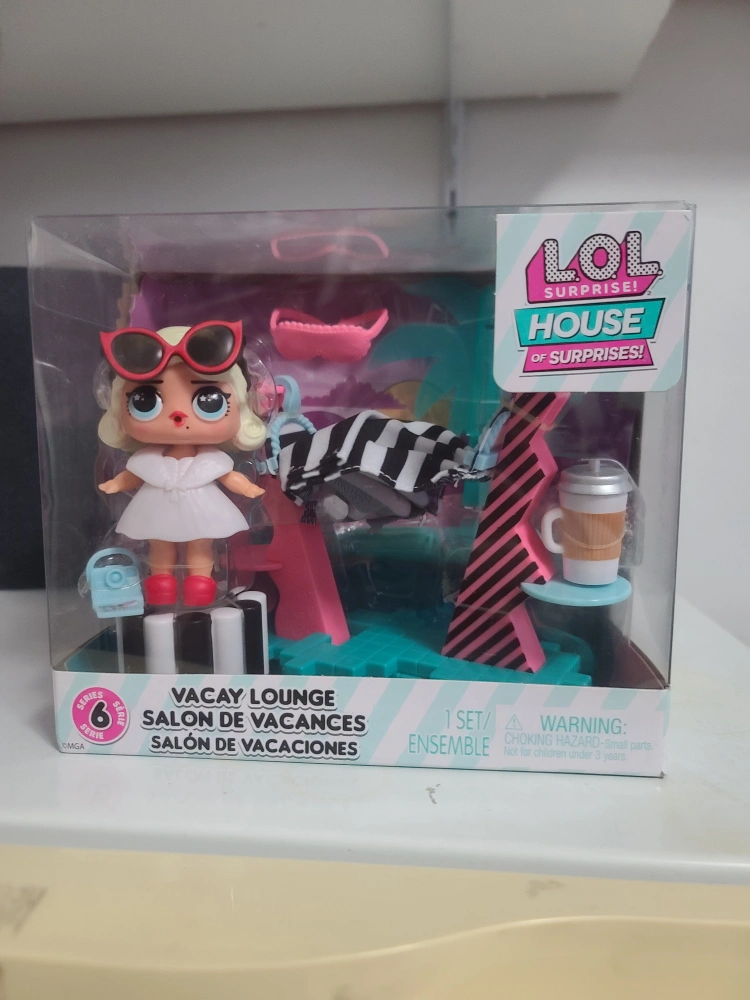 L.O.L.
SURPRISE!
HOUSE
OF SURPRISES!
SERIES SÉRIE
6
SERIE
©MGA
VACAY LOUNGE
SALON DE VACANCES
SALÓN DE VACACIONES
1 SET/
ENSEMBLE
WARNING:
CHOKING HAZARD-Small parts.
Not for children under 3 years.